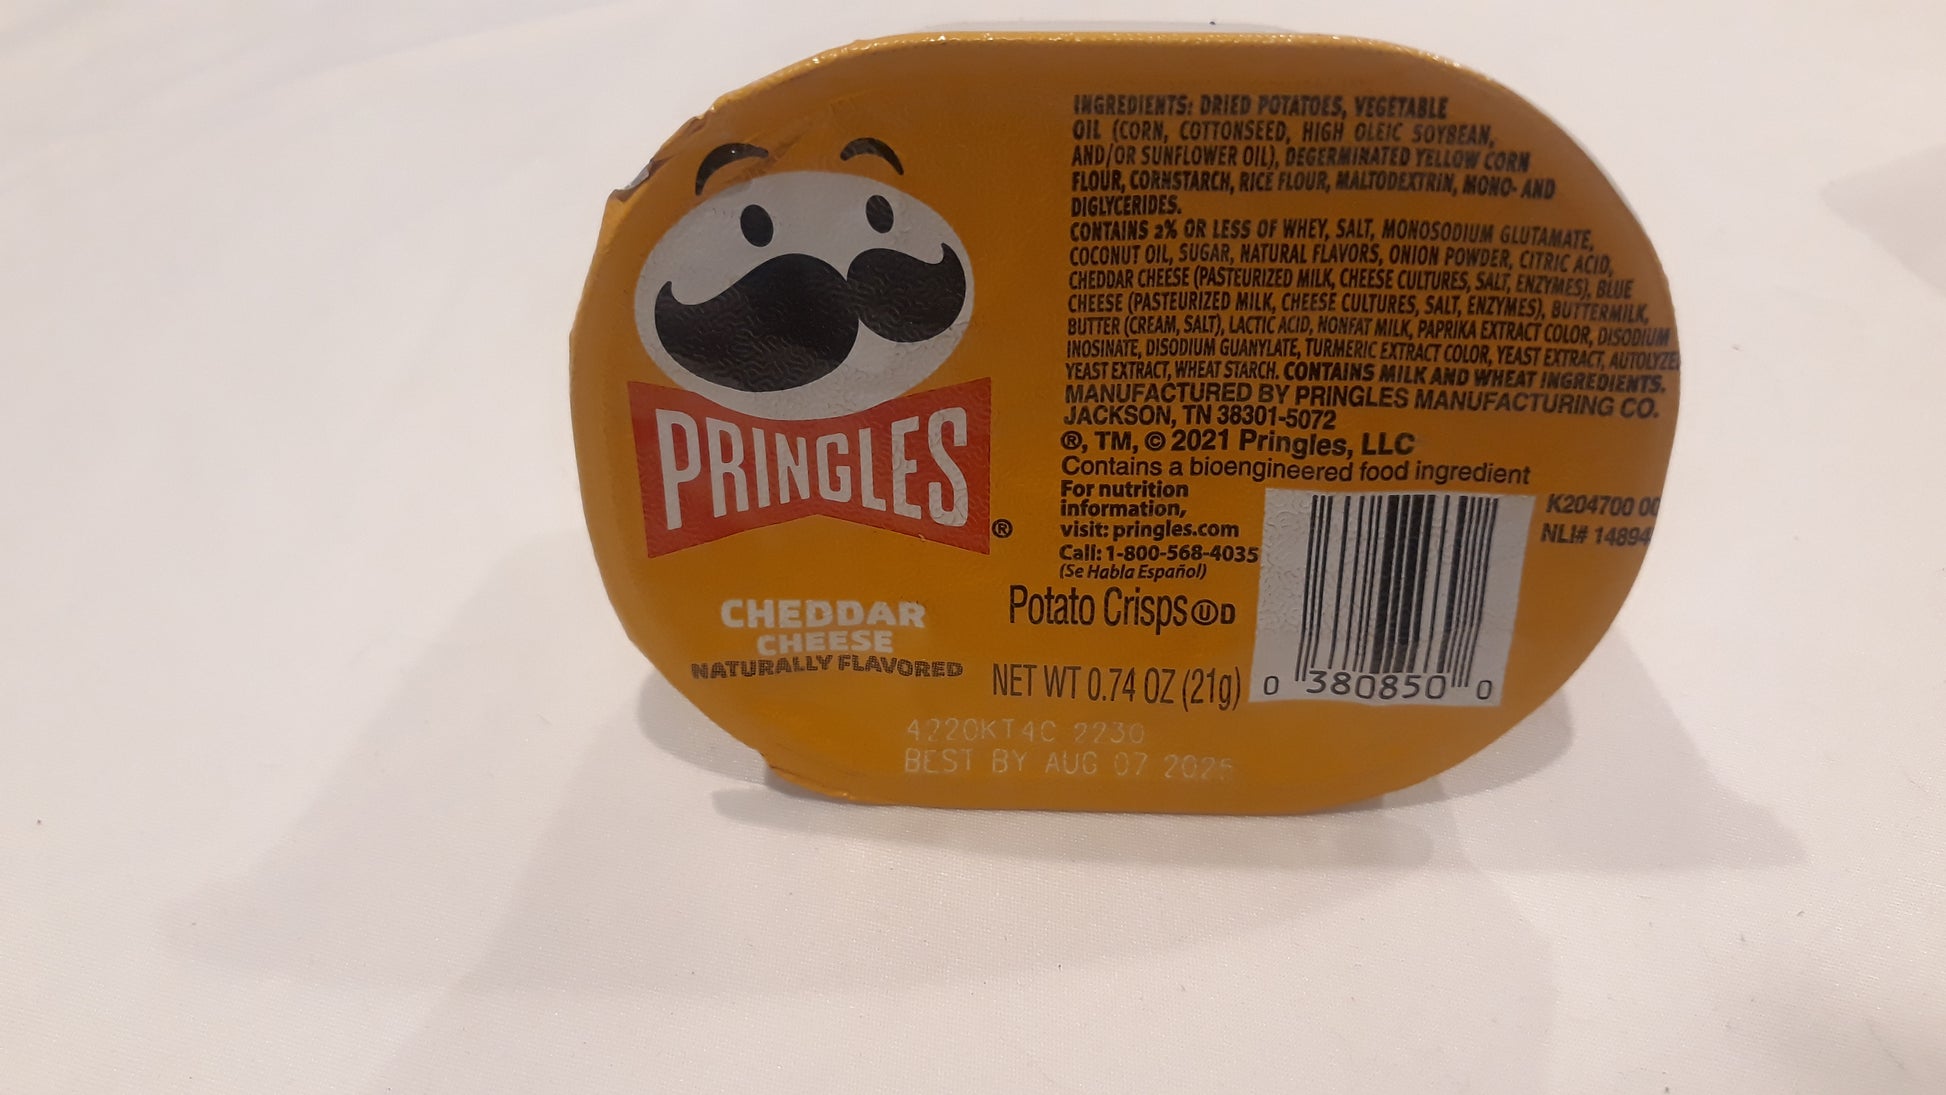 PRINGLES
®
CHEDDAR
CHEESE
NATURALLY FLAVORED
INGREDIENTS: DRIED POTATOES, VEGETABLE
OIL (CORN, COTTONSEED, HIGH OLEIC SOYBEAN,
AND/OR SUNFLOWER OIL), DEGERMINATED YELLOW CORN
FLOUR, CORNSTARCH, RICE FLOUR, MALTODEXTRIN, MONO- AND
DIGLYCERIDES.
CONTAINS 2% OR LESS OF WHEY, SALT, MONOSODIUM GLUTAMATE,
COCONUT OIL, SUGAR, NATURAL FLAVORS, ONION POWDER, CITRIC ACID,
CHEDDAR CHEESE (PASTEURIZED MILK, CHEESE CULTURES, SALT, ENZYMES), BLUE
CHEESE (PASTEURIZED MILK, CHEESE CULTURES, SALT, ENZYMES), BUTTERMILK,
BUTTER (CREAM, SALT), LACTIC ACID, NONFAT MILK, PAPRIKA EXTRACT COLOR, DISODIUM
INOSINATE, DISODIUM GUANYLATE, TURMERIC EXTRACT COLOR, YEAST EXTRACT, AUTOLYZE
YEAST EXTRACT, WHEAT STARCH. CONTAINS MILK AND WHEAT INGREDIENTS.
MANUFACTURED BY PRINGLES MANUFACTURING CO.
JACKSON, TN 38301-5072
®, TM, © 2021 Pringles, LLC
Contains a bioengineered food ingredient
For nutrition
information,
visit: pringles.com
Call: 1-800-568-4035
(Se Habla Español)
K204700 00
NLI# 14894
Potato Crisps ⓊD
NET WT 0.74 OZ (21g)
0 380850 0
4220KT4C 2230
BEST BY AUG 07 2025